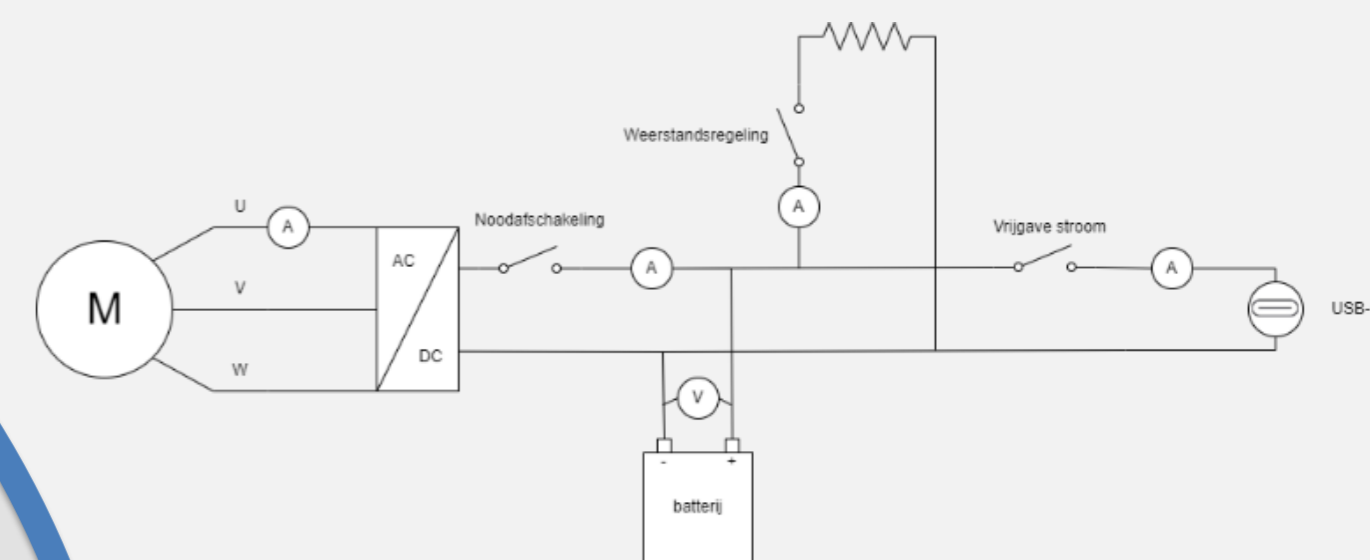 Weerstandsregeling
A
U
A
Noodafschakeling
Vrijgave stroom
AC
A
A
V
M
USB-
DC
W
V
- +
batterij